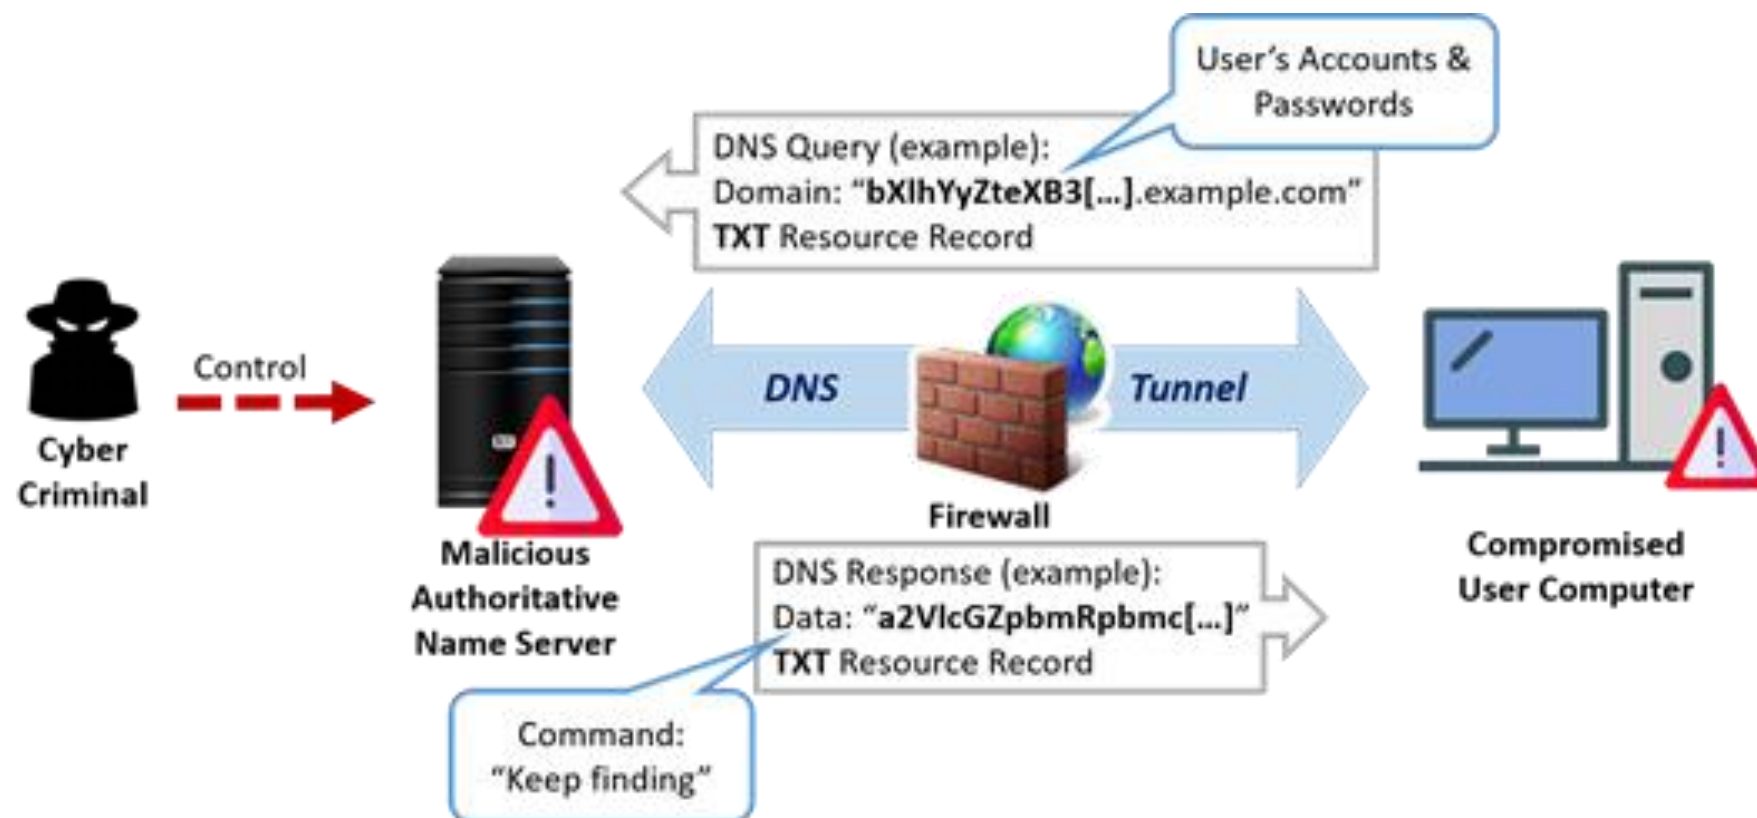 User's Accounts &
Passwords
DNS Query (example):
Domain: “bXlhYyZteXB3[...].example.com”
TXT Resource Record
Control
DNS Tunnel
Cyber
Criminal
Firewall
Malicious
Authoritative
Name Server
DNS Response (example):
Data: “a2VlcGZpbmRpbmc[...]”
TXT Resource Record
Compromised
User Computer
Command:
“Keep finding”